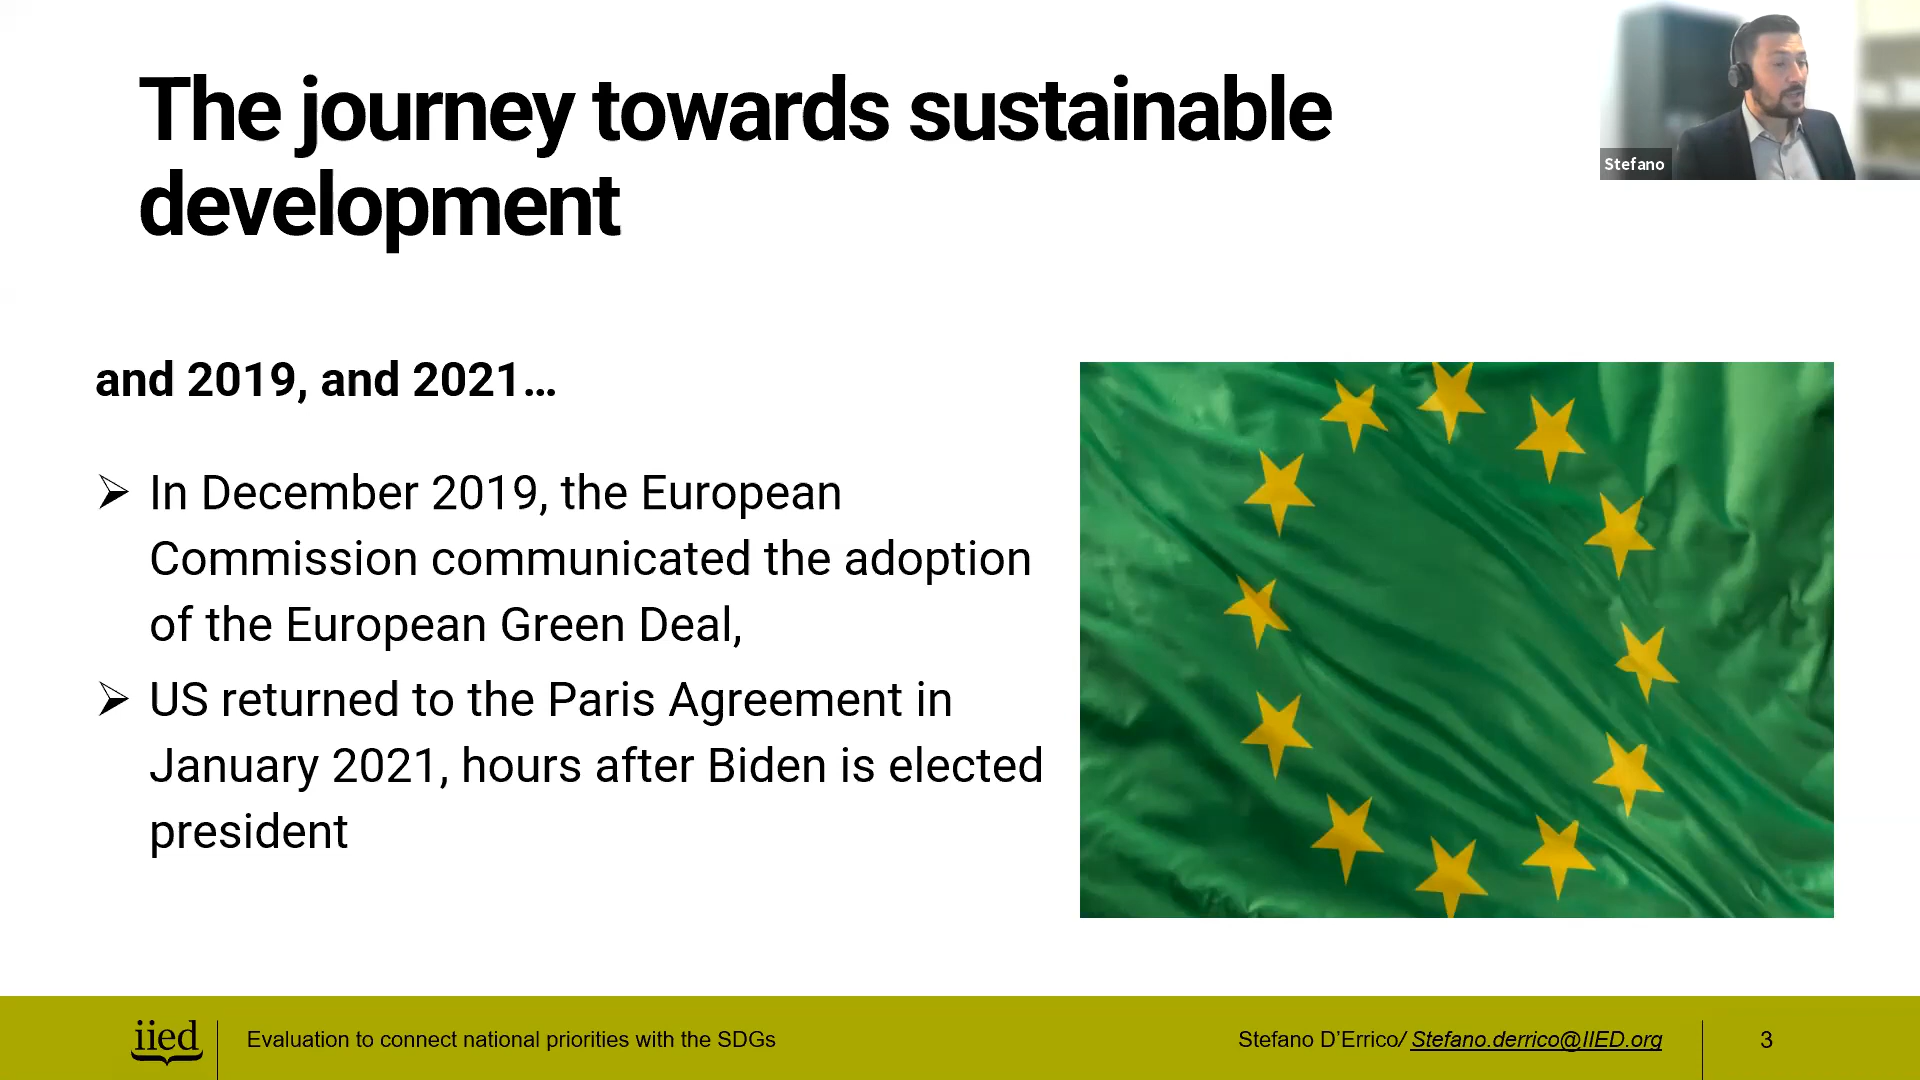 The journey towards sustainable
development
Stefano
and 2019, and 2021…
➢ In December 2019, the European
Commission communicated the adoption
of the European Green Deal,
➢ US returned to the Paris Agreement in
January 2021, hours after Biden is elected
president
iied
Evaluation to connect national priorities with the SDGs
Stefano D’Errico/ Stefano.derrico@IIED.org
3